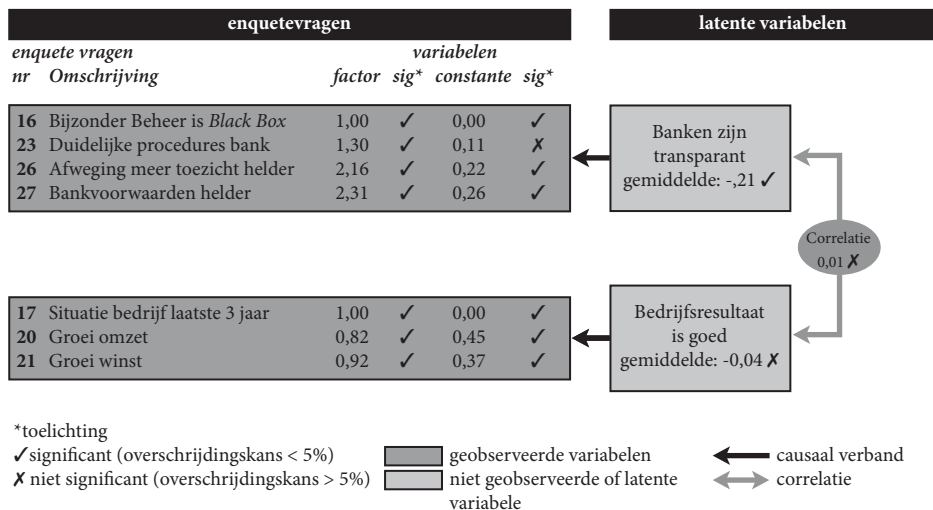 enquetevragen
latente variabelen
enquete vragen variabelen
nr Omschrijving factor sig* constante sig*
16 Bijzonder Beheer is Black Box 1,00 ✓ 0,00 ✓
23 Duidelijke procedures bank 1,30 ✓ 0,11 ✗
26 Afweging meer toezicht helder 2,16 ✓ 0,22 ✓
27 Bankvoorwaarden helder 2,31 ✓ 0,26 ✓
Banken zijn
transparant
gemiddelde: -,21 ✓
Correlatie
0,01 ✗
17 Situatie bedrijf laatste 3 jaar 1,00 ✓ 0,00 ✓
20 Groei omzet 0,82 ✓ 0,45 ✓
21 Groei winst 0,92 ✓ 0,37 ✓
Bedrijfsresultaat
is goed
gemiddelde: -0,04 ✗
*toelichting
✓ significant (overschrijdingskans < 5%)
✗ niet significant (overschrijdingskans > 5%)
geobserveerde variabelen
niet geobserveerde of latente
variabele
causaal verband
correlatie